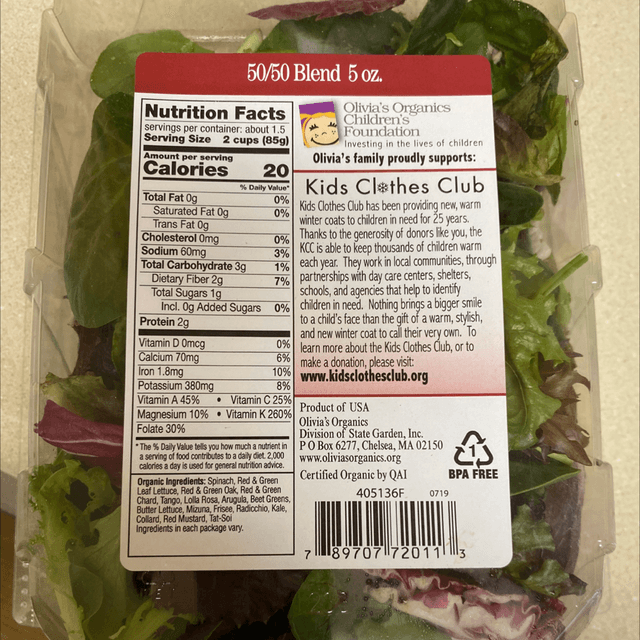 50/50 Blend 5 oz.
Nutrition Facts
servings per container: about 1.5
Serving Size 2 cups (85g)
Amount per serving
Calories 20
% Daily Value*
Total Fat 0g 0%
Saturated Fat 0g 0%
Trans Fat 0g
Cholesterol 0mg 0%
Sodium 60mg 3%
Total Carbohydrate 3g 1%
Dietary Fiber 2g 7%
Total Sugars 1g
Incl. 0g Added Sugars 0%
Protein 2g
Vitamin D 0mcg 0%
Calcium 70mg 6%
Iron 1.8mg 10%
Potassium 380mg 8%
Vitamin A 45% • Vitamin C 25%
Magnesium 10% • Vitamin K 260%
Folate 30%
* The % Daily Value tells you how much a nutrient in
a serving of food contributes to a daily diet. 2,000
calories a day is used for general nutrition advice.
Organic Ingredients: Spinach, Red & Green
Leaf Lettuce, Red & Green Oak, Red & Green
Chard, Tango, Lolla Rosa, Arugula, Beet Greens,
Butter Lettuce, Mizuna, Frisee, Radicchio, Kale,
Collard, Red Mustard, Tat-Soi
Ingredients in each package vary.
Olivia's Organics
Children's
Foundation
Investing in the lives of children
Olivia's family proudly supports:
Kids Clothes Club
Kids Clothes Club has been providing new, warm
winter coats to children in need for 25 years.
Thanks to the generosity of donors like you, the
KCC is able to keep thousands of children warm
each year. They work in local communities, through
partnerships with day care centers, shelters,
schools, and agencies that help to identify
children in need. Nothing brings a bigger smile
to a child's face than the gift of a warm, stylish,
and new winter coat to call their very own. To
learn more about the Kids Clothes Club, or to
make a donation, please visit:
www.kidsclothesclub.org
Product of USA
Olivia's Organics
Division of State Garden, Inc.
P O Box 6277, Chelsea, MA 02150
www.oliviasorganics.org
Certified Organic by QAI
1
BPA FREE
405136F 0719
7 89707 72011 3